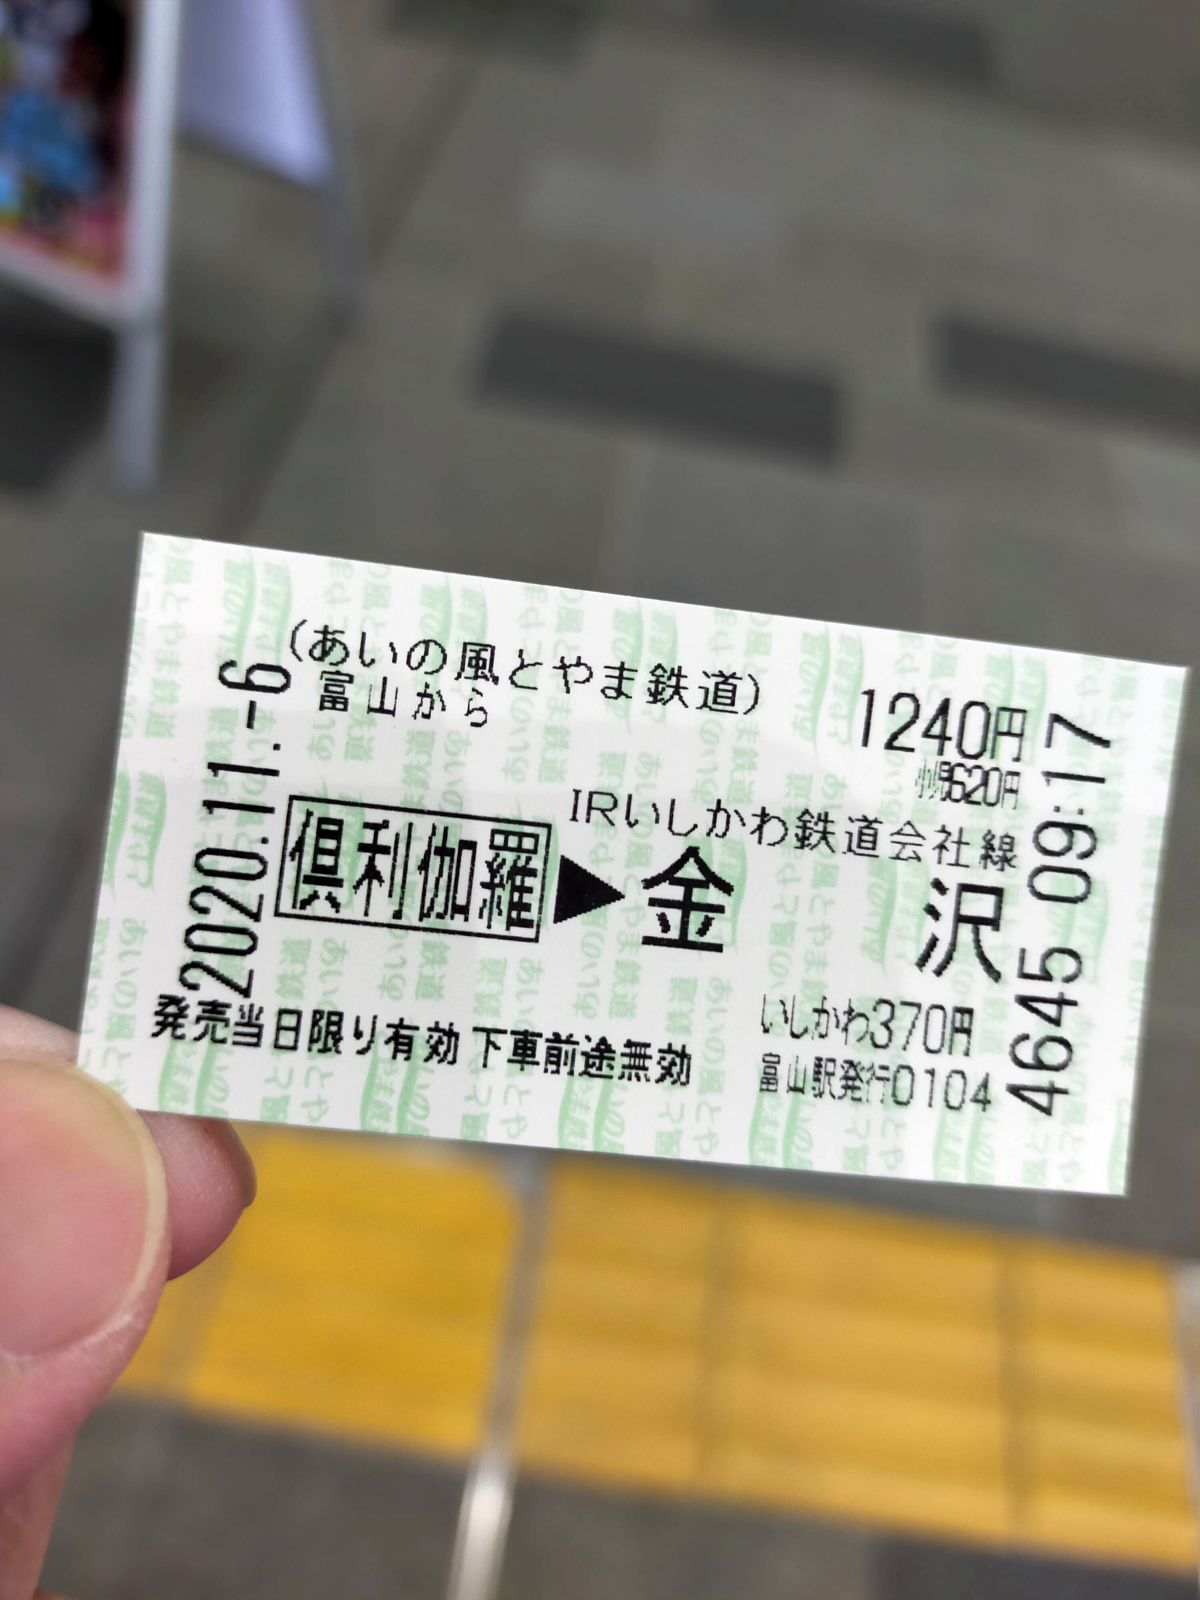 （あいの風とやま鉄道）
富山から
1240円
小児620円
IRいしかわ鉄道会社線
倶利伽羅▶金沢
いしかわ370円
発売当日限り有効 下車前途無効
富山駅発行0104
2020.11.-6
4645 09:17